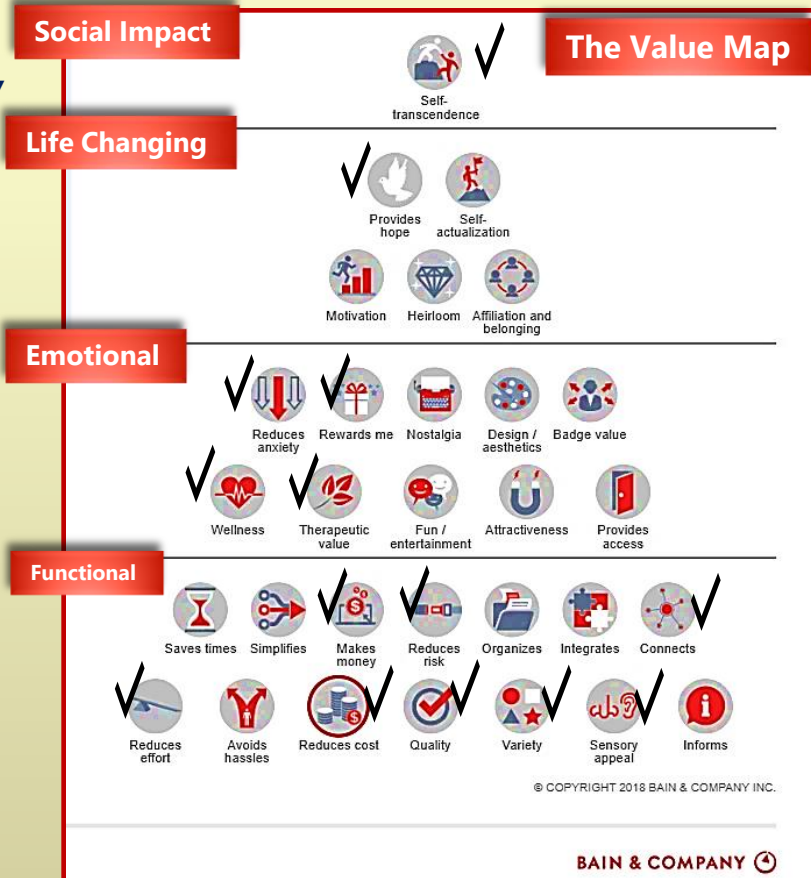 Social Impact
The Value Map
Self-
transcendence
Life Changing
Provides
hope
Self-
actualization
Motivation
Heirloom
Affiliation and
belonging
Emotional
Reduces
anxiety
Rewards me
Nostalgia
Design /
aesthetics
Badge value
Wellness
Therapeutic
value
Fun /
entertainment
Attractiveness
Provides
access
Functional
Saves times
Simplifies
Makes
money
Reduces
risk
Organizes
Integrates
Connects
Reduces
effort
Avoids
hassles
Reduces cost
Quality
Variety
Sensory
appeal
Informs
© COPYRIGHT 2018 BAIN & COMPANY INC.
BAIN & COMPANY